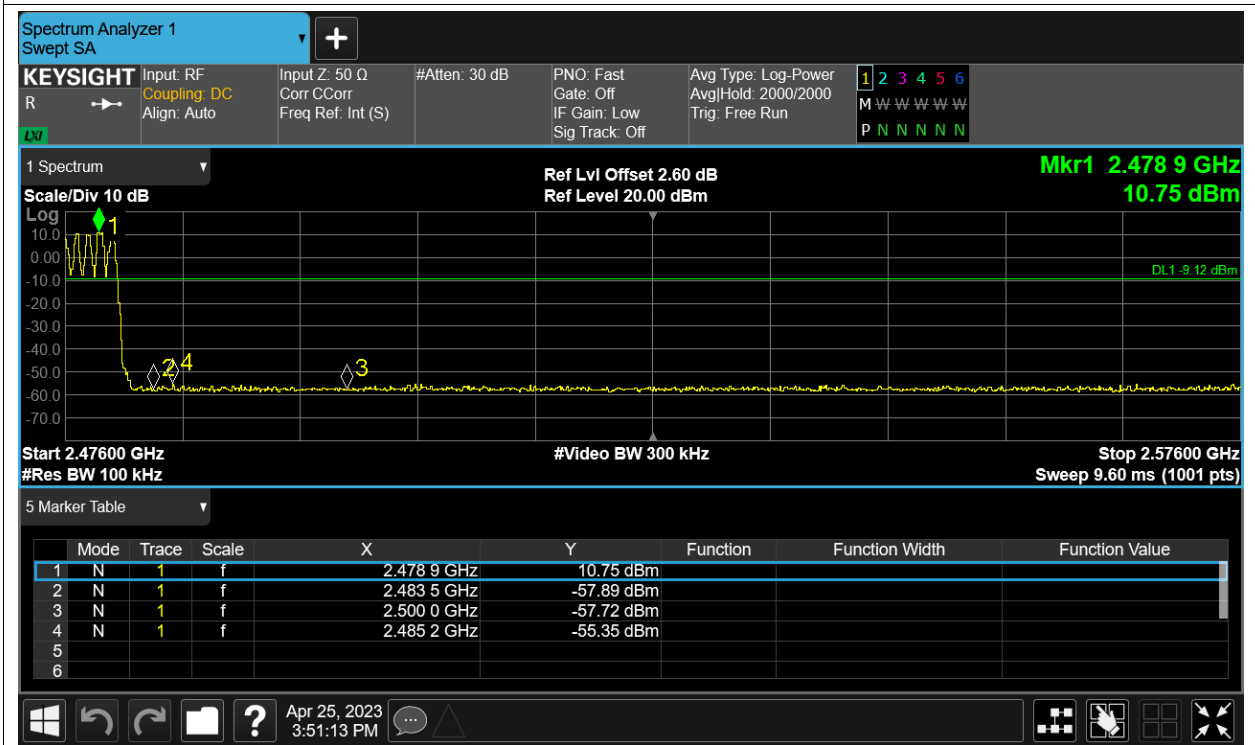 Spectrum Analyzer 1
Swept SA
KEYSIGHT Input: RF Input Z: 50 Ω #Atten: 30 dB PNO: Fast Avg Type: Log-Power 1 2 3 4 5 6
R Coupling: DC Corr CCorr Gate: Off Avg|Hold: 2000/2000 M W W W W W
Align: Auto Freq Ref: Int (S) IF Gain: Low Trig: Free Run
LXI Sig Track: Off P N N N N N
1 Spectrum Ref Lvl Offset 2.60 dB Mkr1 2.478 9 GHz
Scale/Div 10 dB Ref Level 20.00 dBm 10.75 dBm
Log
1
10.0
0.00
DL1 -9.12 dBm
-10.0
-20.0
-30.0
-40.0
2 4 3
-50.0
-60.0
-70.0
Start 2.47600 GHz #Video BW 300 kHz Stop 2.57600 GHz
#Res BW 100 kHz Sweep 9.60 ms (1001 pts)
5 Marker Table
Mode Trace Scale X Y Function Function Width Function Value
1 N 1 f 2.478 9 GHz 10.75 dBm
2 N 1 f 2.483 5 GHz -57.89 dBm
3 N 1 f 2.500 0 GHz -57.72 dBm
4 N 1 f 2.485 2 GHz -55.35 dBm
5
6
? Apr 25, 2023
3:51:13 PM